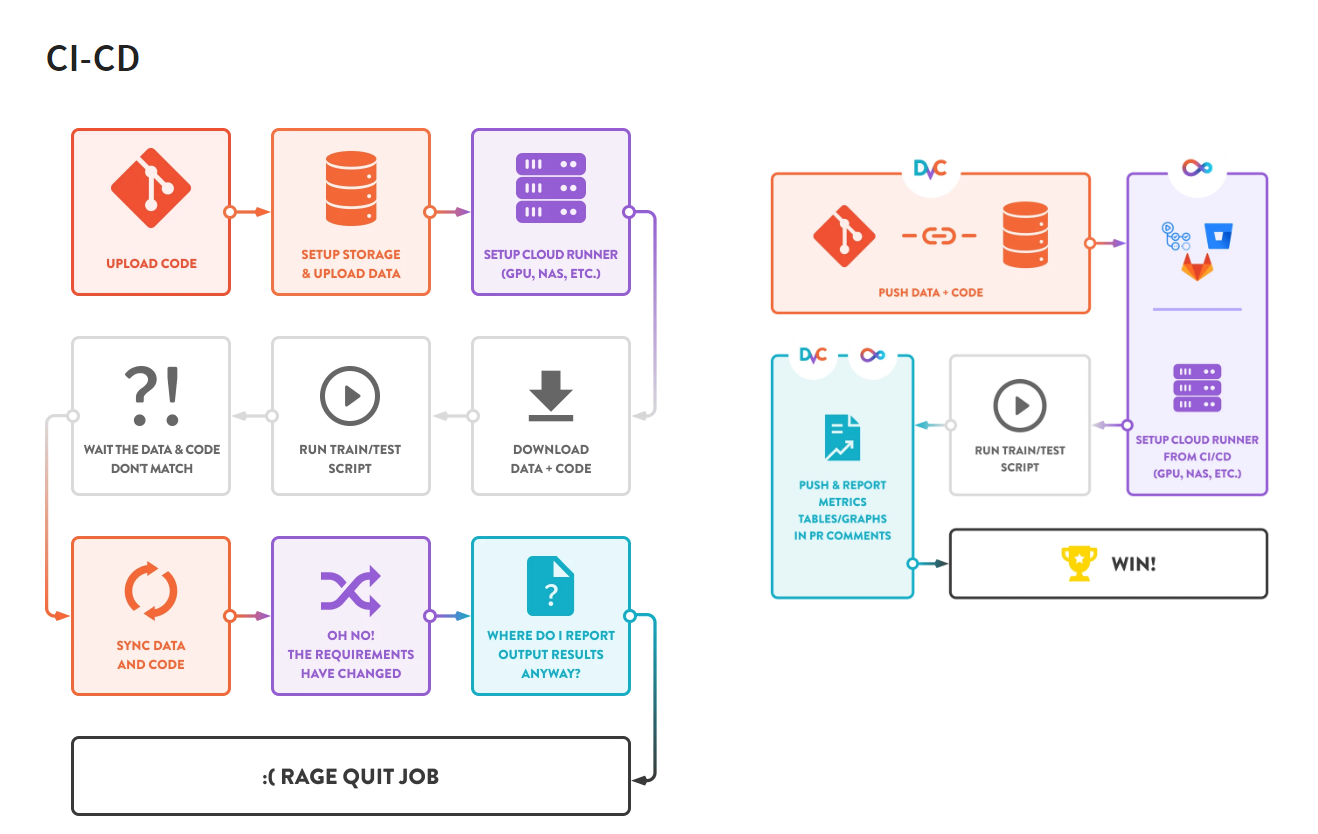 CI-CD
UPLOAD CODE
SETUP STORAGE
& UPLOAD DATA
SETUP CLOUD RUNNER
(GPU, NAS, ETC.)
?!
WAIT THE DATA & CODE
DON'T MATCH
RUN TRAIN/TEST
SCRIPT
DOWNLOAD
DATA + CODE
SYNC DATA
AND CODE
OH NO!
THE REQUIREMENTS
HAVE CHANGED
?
WHERE DO I REPORT
OUTPUT RESULTS
ANYWAY?
:( RAGE QUIT JOB
DVC
PUSH DATA + CODE
SETUP CLOUD RUNNER
FROM CI/CD
(GPU, NAS, ETC.)
RUN TRAIN/TEST
SCRIPT
DVC
PUSH & REPORT
METRICS
TABLES/GRAPHS
IN PR COMMENTS
WIN!